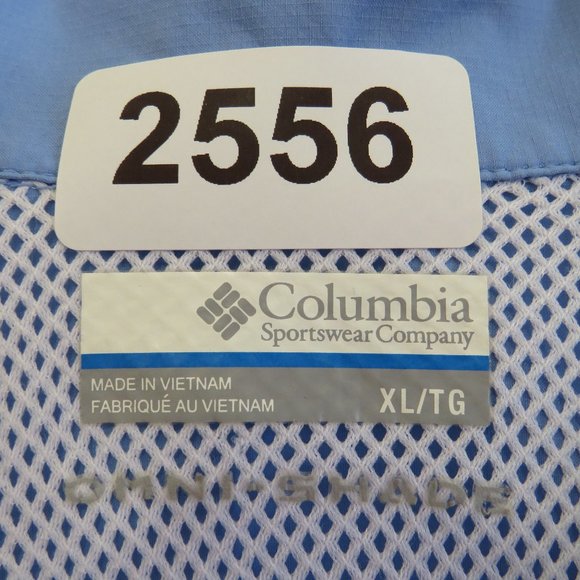 2556
Columbia
Sportswear Company
MADE IN VIETNAM
FABRIQUÉ AU VIETNAM
XL/TG
OMNI-SHADE